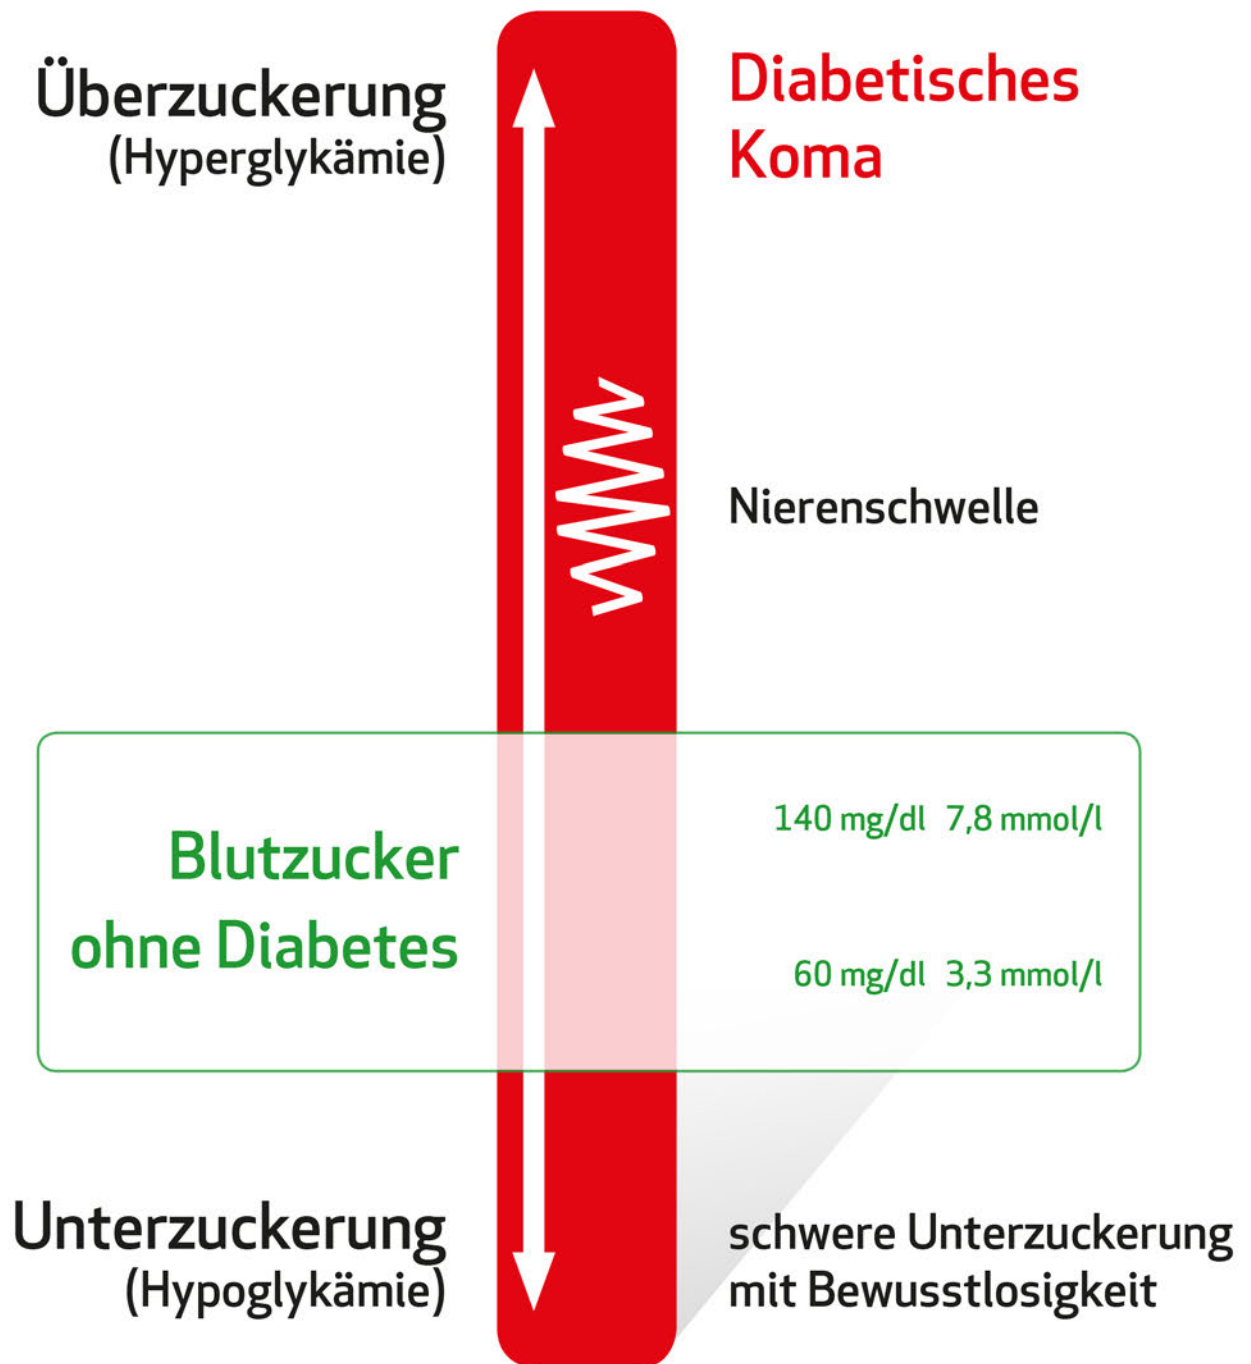 Überzuckerung
(Hyperglykämie)
Diabetisches
Koma
Nierenschwelle
Blutzucker
ohne Diabetes
140 mg/dl 7,8 mmol/l
60 mg/dl 3,3 mmol/l
Unterzuckerung
(Hypoglykämie)
schwere Unterzuckerung
mit Bewusstlosigkeit